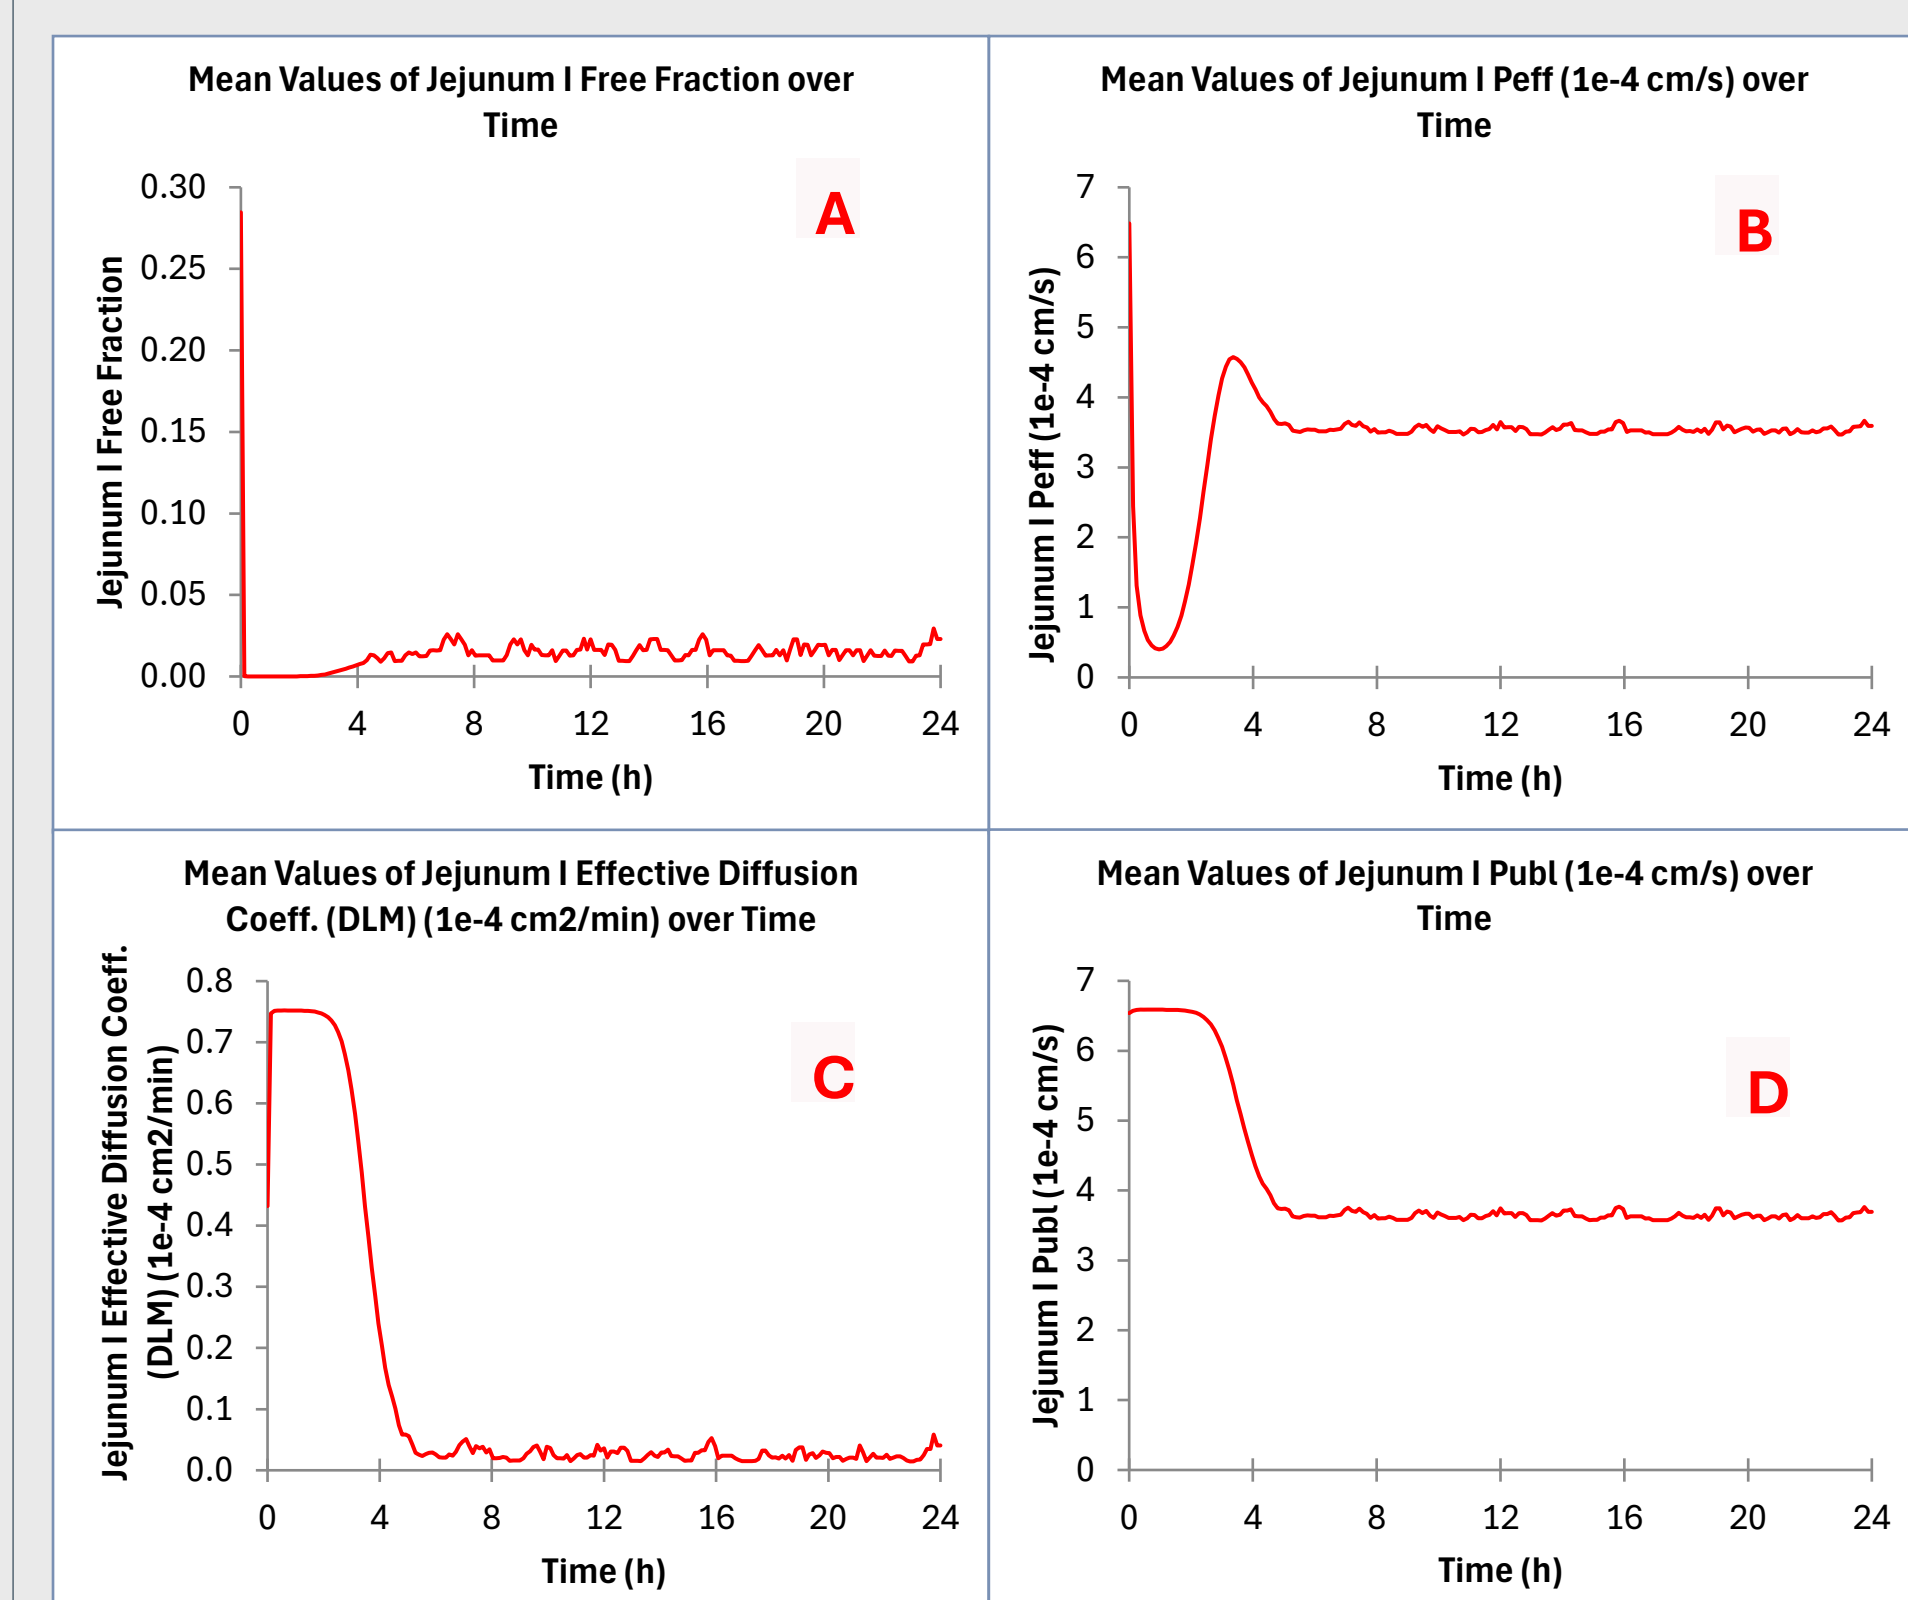 Mean Values of Jejunum I Free Fraction over
Time
A
Jejunum I Free Fraction
0.30
0.25
0.20
0.15
0.10
0.05
0.00
0 4 8 12 16 20 24
Time (h)
Mean Values of Jejunum I Peff (1e-4 cm/s) over
Time
B
Jejunum I Peff (1e-4 cm/s)
7
6
5
4
3
2
1
0
0 4 8 12 16 20 24
Time (h)
Mean Values of Jejunum I Effective Diffusion
Coeff. (DLM) (1e-4 cm2/min) over Time
C
Jejunum I Effective Diffusion Coeff.
(DLM) (1e-4 cm2/min)
0.8
0.7
0.6
0.5
0.4
0.3
0.2
0.1
0.0
0 4 8 12 16 20 24
Time (h)
Mean Values of Jejunum I Publ (1e-4 cm/s) over
Time
D
Jejunum I Publ (1e-4 cm/s)
7
6
5
4
3
2
1
0
0 4 8 12 16 20 24
Time (h)